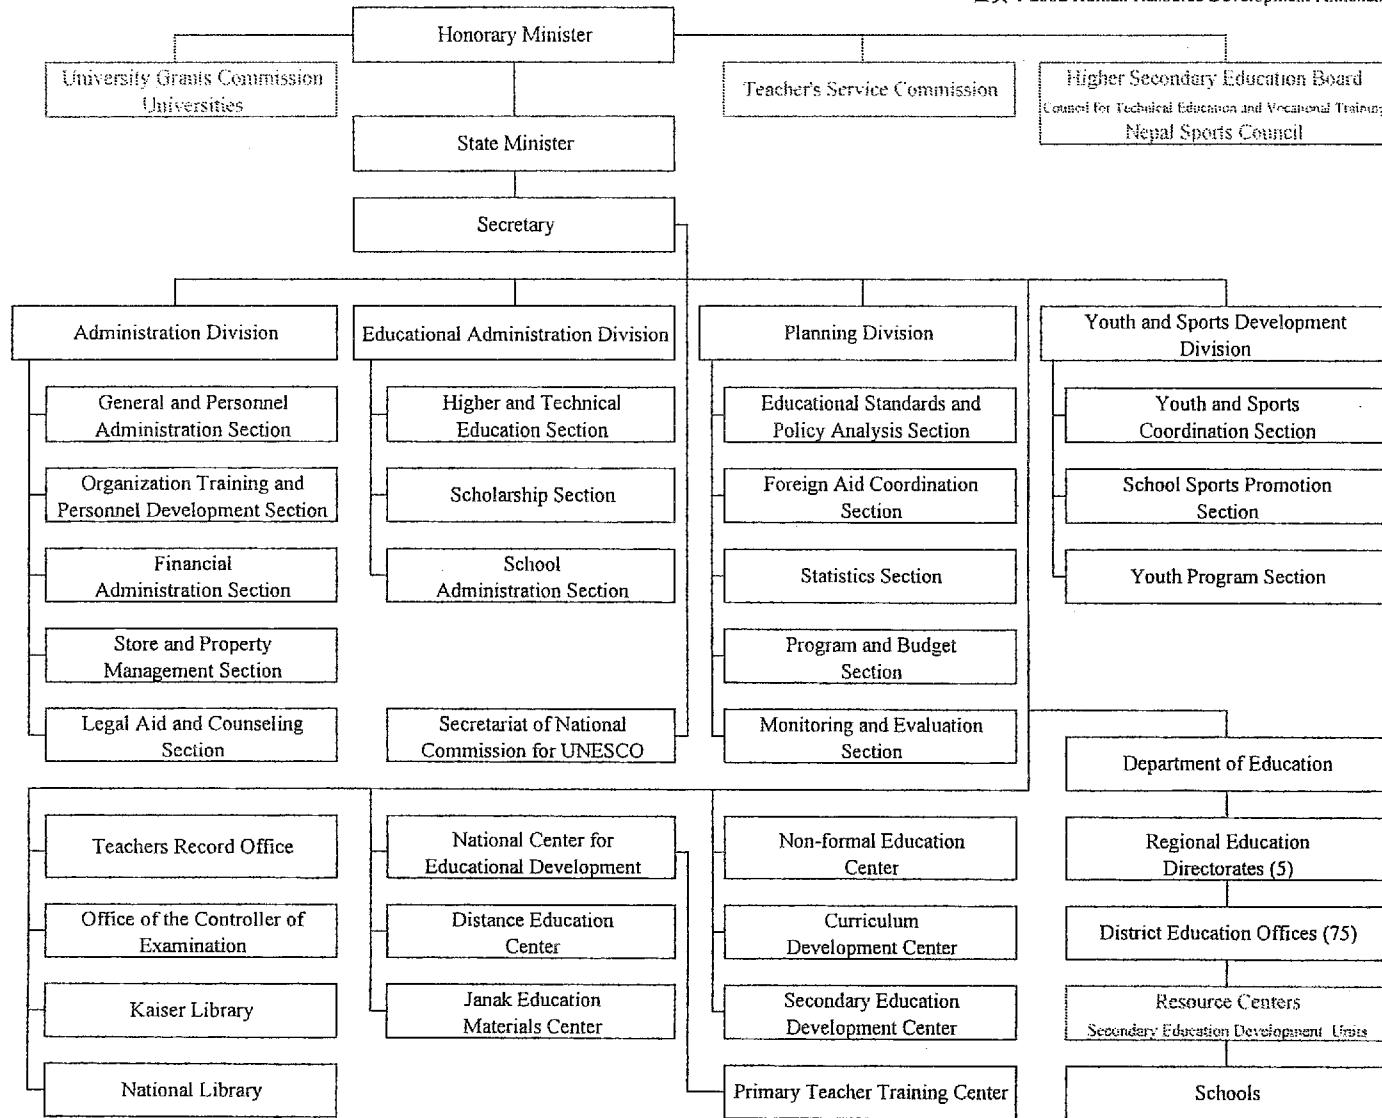 Honorary Minister
University Grants Commission
Universities
Teacher's Service Commission
Higher Secondary Education Board
Council for Technical Education and Vocational Training
Nepal Sports Council
State Minister
Secretary
Administration Division
Educational Administration Division
Planning Division
Youth and Sports Development
Division
General and Personnel
Administration Section
Higher and Technical
Education Section
Educational Standards and
Policy Analysis Section
Youth and Sports
Coordination Section
Organization Training and
Personnel Development Section
Scholarship Section
Foreign Aid Coordination
Section
School Sports Promotion
Section
Financial
Administration Section
School
Administration Section
Statistics Section
Youth Program Section
Store and Property
Management Section
Program and Budget
Section
Legal Aid and Counseling
Section
Secretariat of National
Commission for UNESCO
Monitoring and Evaluation
Section
Department of Education
Teachers Record Office
National Center for
Educational Development
Non-formal Education
Center
Regional Education
Directorates (5)
Office of the Controller of
Examination
Distance Education
Center
Curriculum
Development Center
District Education Offices (75)
Kaiser Library
Janak Education
Materials Center
Secondary Education
Development Center
Resource Centers
Secondary Education Development Units
National Library
Primary Teacher Training Center
Schools